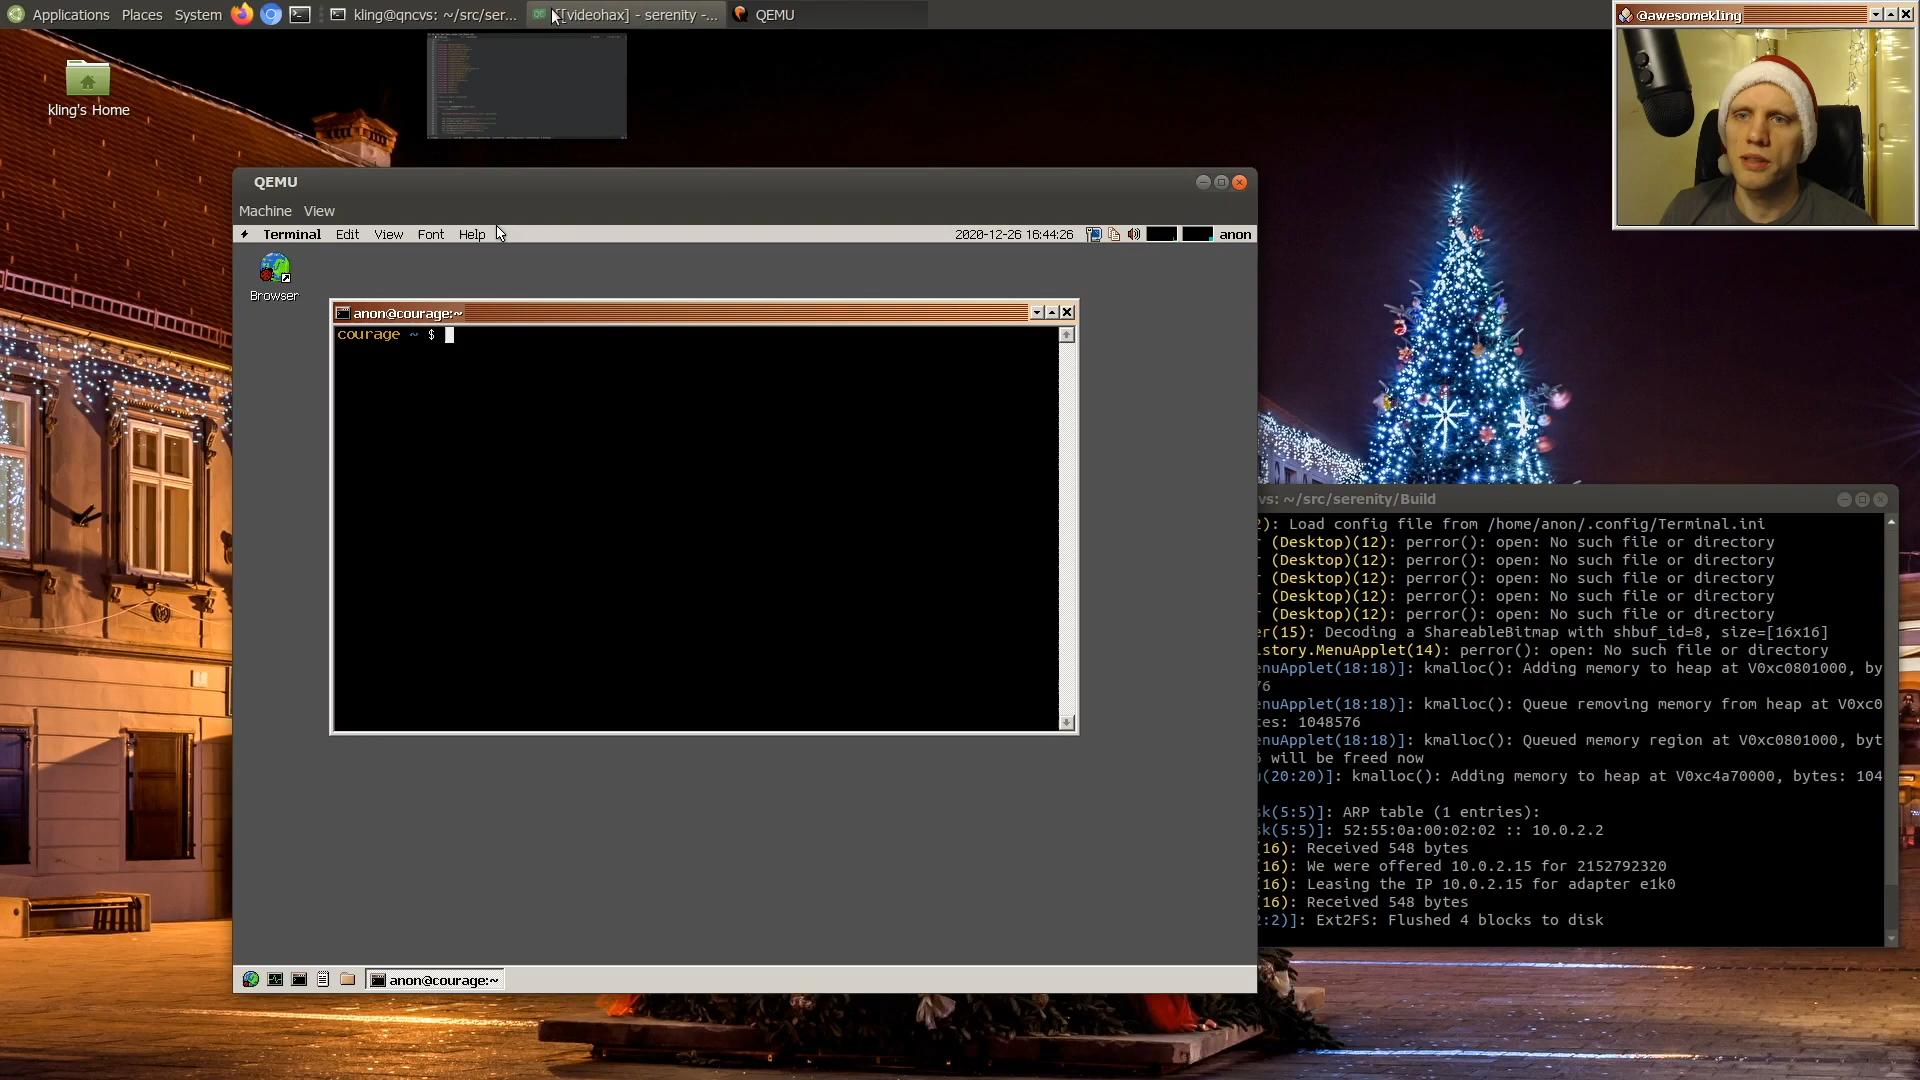 Applications Places System kling@qncvs: ~/src/ser... [[videohax] - serenity -... QEMU
@awesomekling
kling's Home
QEMU
Machine View
Terminal Edit View Font Help 2020-12-26 16:44:26 anon
Browser
anon@courage:~
courage ~ $
vs: ~/src/serenity/Build
): Load config file from /home/anon/.config/Terminal.ini
(Desktop)(12): perror(): open: No such file or directory
(Desktop)(12): perror(): open: No such file or directory
(Desktop)(12): perror(): open: No such file or directory
(Desktop)(12): perror(): open: No such file or directory
(Desktop)(12): perror(): open: No such file or directory
er(15): Decoding a ShareableBitmap with shbuf_id=8, size=[16x16]
story.MenuApplet(14): perror(): open: No such file or directory
enuApplet(18:18)]: kmalloc(): Adding memory to heap at V0xc0801000, by
76
enuApplet(18:18)]: kmalloc(): Queue removing memory from heap at V0xc0
es: 1048576
enuApplet(18:18)]: kmalloc(): Queued memory region at V0xc0801000, byt
will be freed now
(20:20)]: kmalloc(): Adding memory to heap at V0xc4a70000, bytes: 104
sk(5:5)]: ARP table (1 entries):
sk(5:5)]: 52:55:0a:00:02:02 :: 10.0.2.2
(16): Received 548 bytes
(16): We were offered 10.0.2.15 for 2152792320
(16): Leasing the IP 10.0.2.15 for adapter e1k0
(16): Received 548 bytes
:2)]: Ext2FS: Flushed 4 blocks to disk
anon@courage:~